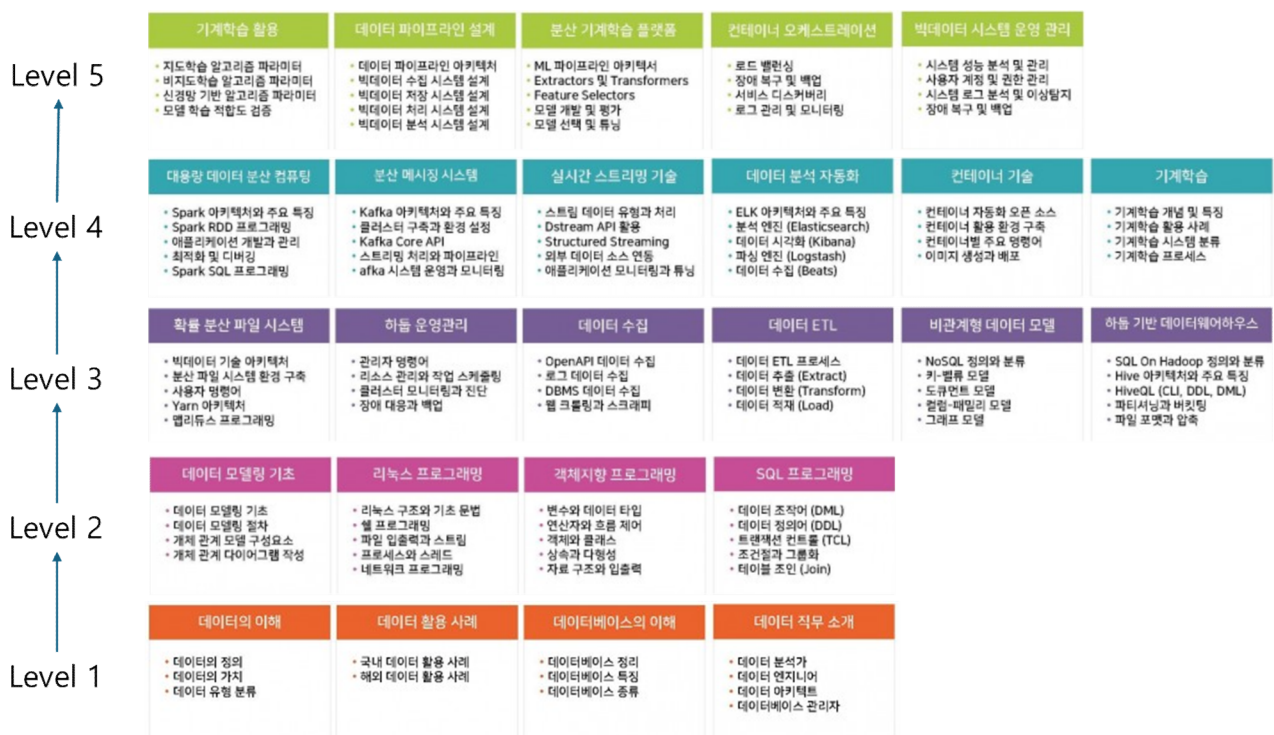 Level 5
기계학습 활용
• 지도학습 알고리즘 파라미터
• 비지도학습 알고리즘 파라미터
• 신경망 기반 알고리즘 파라미터
• 모델 학습 적합도 검증
데이터 파이프라인 설계
• 데이터 파이프라인 아키텍처
• 빅데이터 수집 시스템 설계
• 빅데이터 저장 시스템 설계
• 빅데이터 처리 시스템 설계
• 빅데이터 분석 시스템 설계
분산 기계학습 플랫폼
• ML 파이프라인 아키텍서
• Extractors 및 Transformers
• Feature Selectors
• 모델 개발 및 평가
• 모델 선택 및 튜닝
컨테이너 오케스트레이션
• 로드 밸런싱
• 장애 복구 및 백업
• 서비스 디스커버리
• 로그 관리 및 모니터링
빅데이터 시스템 운영 관리
• 시스템 성능 분석 및 관리
• 사용자 계정 및 권한 관리
• 시스템 로그 분석 및 이상탐지
• 장애 복구 및 백업
Level 4
대용량 데이터 분산 컴퓨팅
• Spark 아키텍처와 주요 특징
• Spark RDD 프로그래밍
• 애플리케이션 개발과 관리
• 최적화 및 디버깅
• Spark SQL 프로그래밍
분산 메시징 시스템
• Kafka 아키텍처와 주요 특징
• 클러스터 구축과 환경 설정
• Kafka Core API
• 스트리밍 처리와 파이프라인
• afka 시스템 운영과 모니터링
실시간 스트리밍 기술
• 스트림 데이터 유형과 처리
• Dstream API 활용
• Structured Streaming
• 외부 데이터 소스 연동
• 애플리케이션 모니터링과 튜닝
데이터 분석 자동화
• ELK 아키텍처와 주요 특징
• 분석 엔진 (Elasticsearch)
• 데이터 시각화 (Kibana)
• 파싱 엔진 (Logstash)
• 데이터 수집 (Beats)
컨테이너 기술
• 컨테이너 자동화 오픈 소스
• 컨테이너 활용 환경 구축
• 컨테이너별 주요 명령어
• 이미지 생성과 배포
기계학습
• 기계학습 개념 및 특징
• 기계학습 활용 사례
• 기계학습 시스템 분류
• 기계학습 프로세스
Level 3
확률 분산 파일 시스템
• 빅데이터 기술 아키텍처
• 분산 파일 시스템 환경 구축
• 사용자 명령어
• Yarn 아키텍처
• 맵리듀스 프로그래밍
하둡 운영관리
• 관리자 명령어
• 리소스 관리와 작업 스케줄링
• 클러스터 모니터링과 진단
• 장애 대응과 백업
데이터 수집
• OpenAPI 데이터 수집
• 로그 데이터 수집
• DBMS 데이터 수집
• 웹 크롤링과 스크래피
데이터 ETL
• 데이터 ETL 프로세스
• 데이터 추출 (Extract)
• 데이터 변환 (Transform)
• 데이터 적재 (Load)
비관계형 데이터 모델
• NoSQL 정의와 분류
• 키-밸류 모델
• 도큐먼트 모델
• 컬럼-패밀리 모델
• 그래프 모델
하둡 기반 데이터웨어하우스
• SQL On Hadoop 정의와 분류
• Hive 아키텍처와 주요 특징
• HiveQL (CLI, DDL, DML)
• 파티셔닝과 버킷팅
• 파일 포맷과 압축
Level 2
데이터 모델링 기초
• 데이터 모델링 기초
• 데이터 모델링 절차
• 개체 관계 모델 구성요소
• 개체 관계 다이어그램 작성
리눅스 프로그래밍
• 리눅스 구조와 기초 문법
• 쉘 프로그래밍
• 파일 입출력과 스트림
• 프로세스와 스레드
• 네트워크 프로그래밍
객체지향 프로그래밍
• 변수와 데이터 타입
• 연산자와 흐름 제어
• 객체와 클래스
• 상속과 다형성
• 자료 구조와 입출력
SQL 프로그래밍
• 데이터 조작어 (DML)
• 데이터 정의어 (DDL)
• 트랜잭션 컨트롤 (TCL)
• 조건절과 그룹화
• 테이블 조인 (Join)
Level 1
데이터의 이해
• 데이터의 정의
• 데이터의 가치
• 데이터 유형 분류
데이터 활용 사례
• 국내 데이터 활용 사례
• 해외 데이터 활용 사례
데이터베이스의 이해
• 데이터베이스 정리
• 데이터베이스 특징
• 데이터베이스 종류
데이터 직무 소개
• 데이터 분석가
• 데이터 엔지니어
• 데이터 아키텍트
• 데이터베이스 관리자